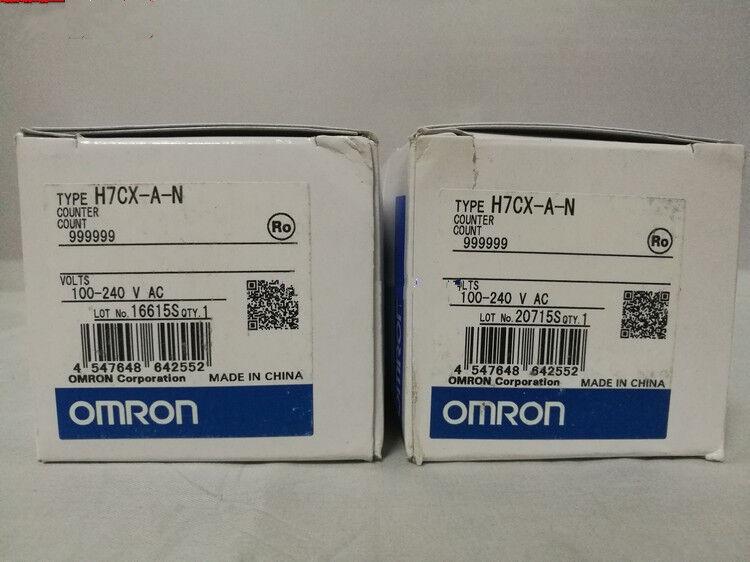 TYPE H7CX-A-N
COUNTER
COUNT
999999
Ro
VOLTS
100-240 V AC
LOT No.16615S QTY.1
4 547648 642552
OMRON Corporation
MADE IN CHINA
OMRON
TYPE H7CX-A-N
COUNTER
COUNT
999999
Ro
LTS
100-240 V AC
LOT No.20715S QTY.1
4 547648 642552
OMRON Corporation
MADE IN CHINA
OMRON
OMRON